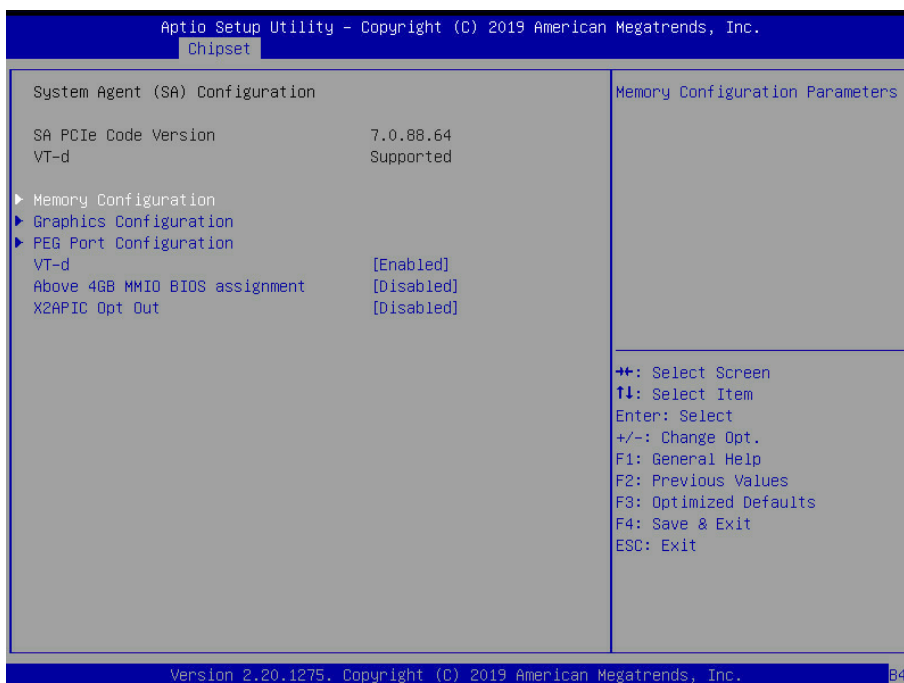 Aptio Setup Utility – Copyright (C) 2019 American Megatrends, Inc.
Chipset
System Agent (SA) Configuration
SA PCIe Code Version 7.0.88.64
VT-d Supported
Memory Configuration
Graphics Configuration
PEG Port Configuration
VT-d [Enabled]
Above 4GB MMIO BIOS assignment [Disabled]
X2APIC Opt Out [Disabled]
Memory Configuration Parameters
→←: Select Screen
↑↓: Select Item
Enter: Select
+/-: Change Opt.
F1: General Help
F2: Previous Values
F3: Optimized Defaults
F4: Save & Exit
ESC: Exit
Version 2.20.1275. Copyright (C) 2019 American Megatrends, Inc.
B4